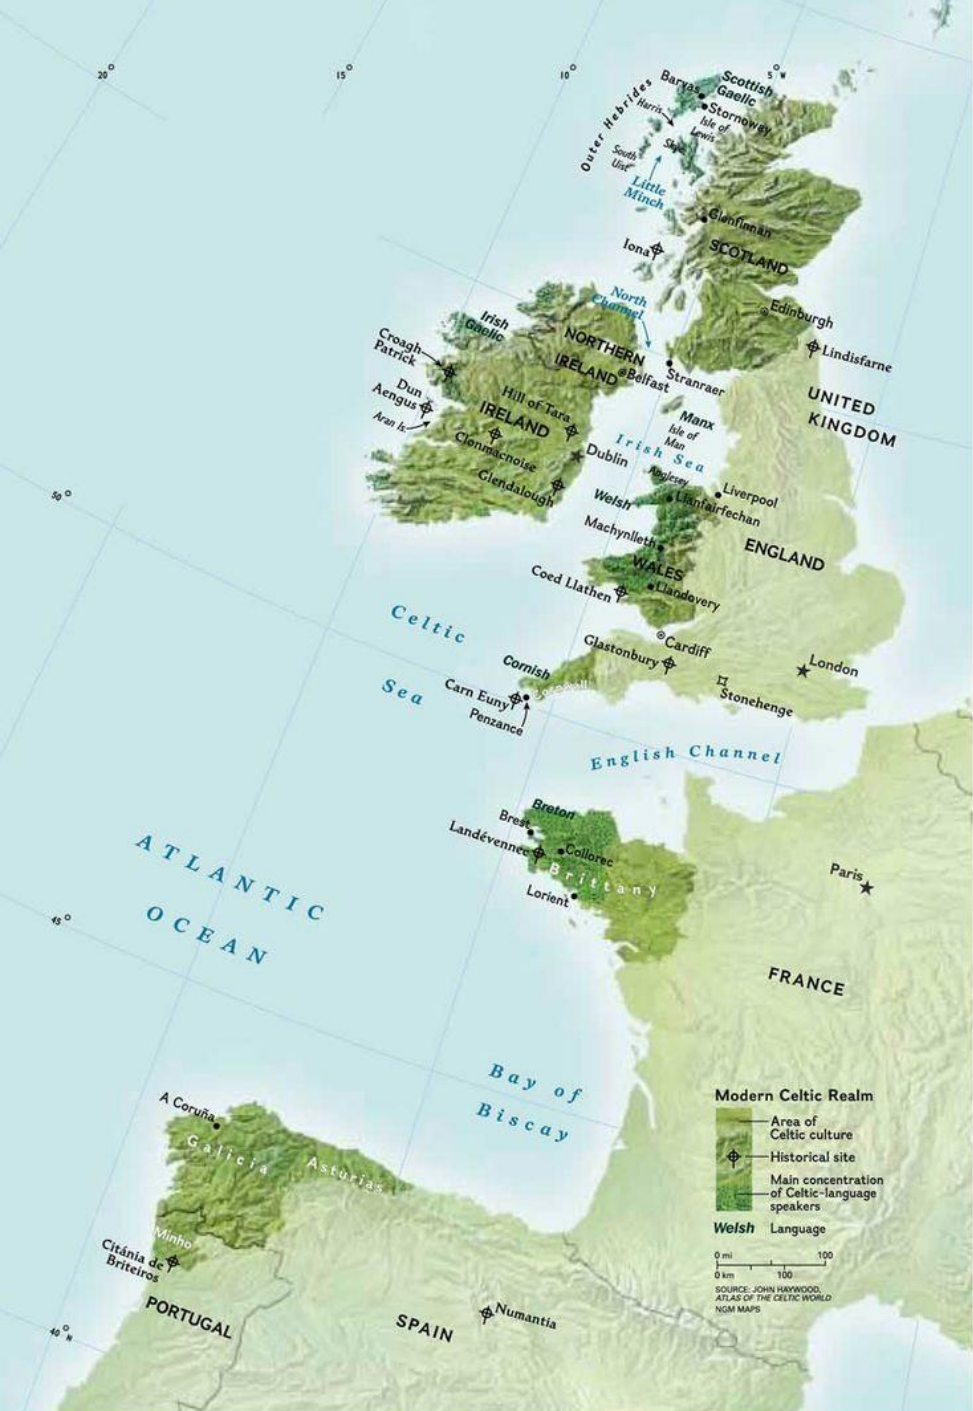 20°
15°
10°
5°
W
Barvas
Scottish
Gaelic
Outer Hebrides
Harris
Stornoway
Isle of
Lewis
Skye
South
Uist
Little
Minch
Glenfinnan
Iona
SCOTLAND
North
Channel
Edinburgh
Irish
Gaelic
Croagh
Patrick
NORTHERN
IRELAND
Belfast
Stranraer
Lindisfarne
Dun
Aengus
Aran Is.
Hill of Tara
IRELAND
Clonmacnoise
Glendalough
Dublin
Manx
Isle of
Man
Irish Sea
UNITED
KINGDOM
Anglesey
Liverpool
Welsh
Llanfairfechan
50°
Machynlleth
WALES
ENGLAND
Coed Llathen
Llandovery
Celtic
Sea
Cardiff
Glastonbury
London
Cornish
Cornwall
Carn Euny
Penzance
Stonehenge
English Channel
Breton
Brest
Landévennec
Collorec
Brittany
Lorient
Paris
ATLANTIC
OCEAN
45°
FRANCE
Bay of
Biscay
A Coruña
Galicia
Asturias
Minho
Citánia de
Briteiros
PORTUGAL
SPAIN
Numantia
40°
N
Modern Celtic Realm
Area of
Celtic culture
Historical site
Main concentration
of Celtic-language
speakers
Welsh Language
0 mi 100
0 km 100
SOURCE: JOHN HAYWOOD,
ATLAS OF THE CELTIC WORLD
NGM MAPS